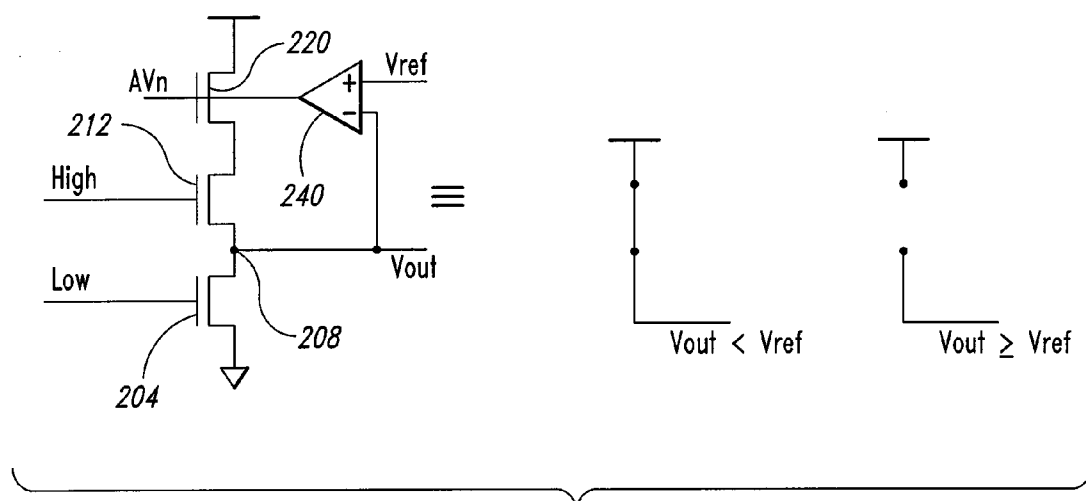 220
AVn
Vref
+
-
212
High
240
≡
Low
Vout
208
204
Vout < Vref
Vout ≥ Vref